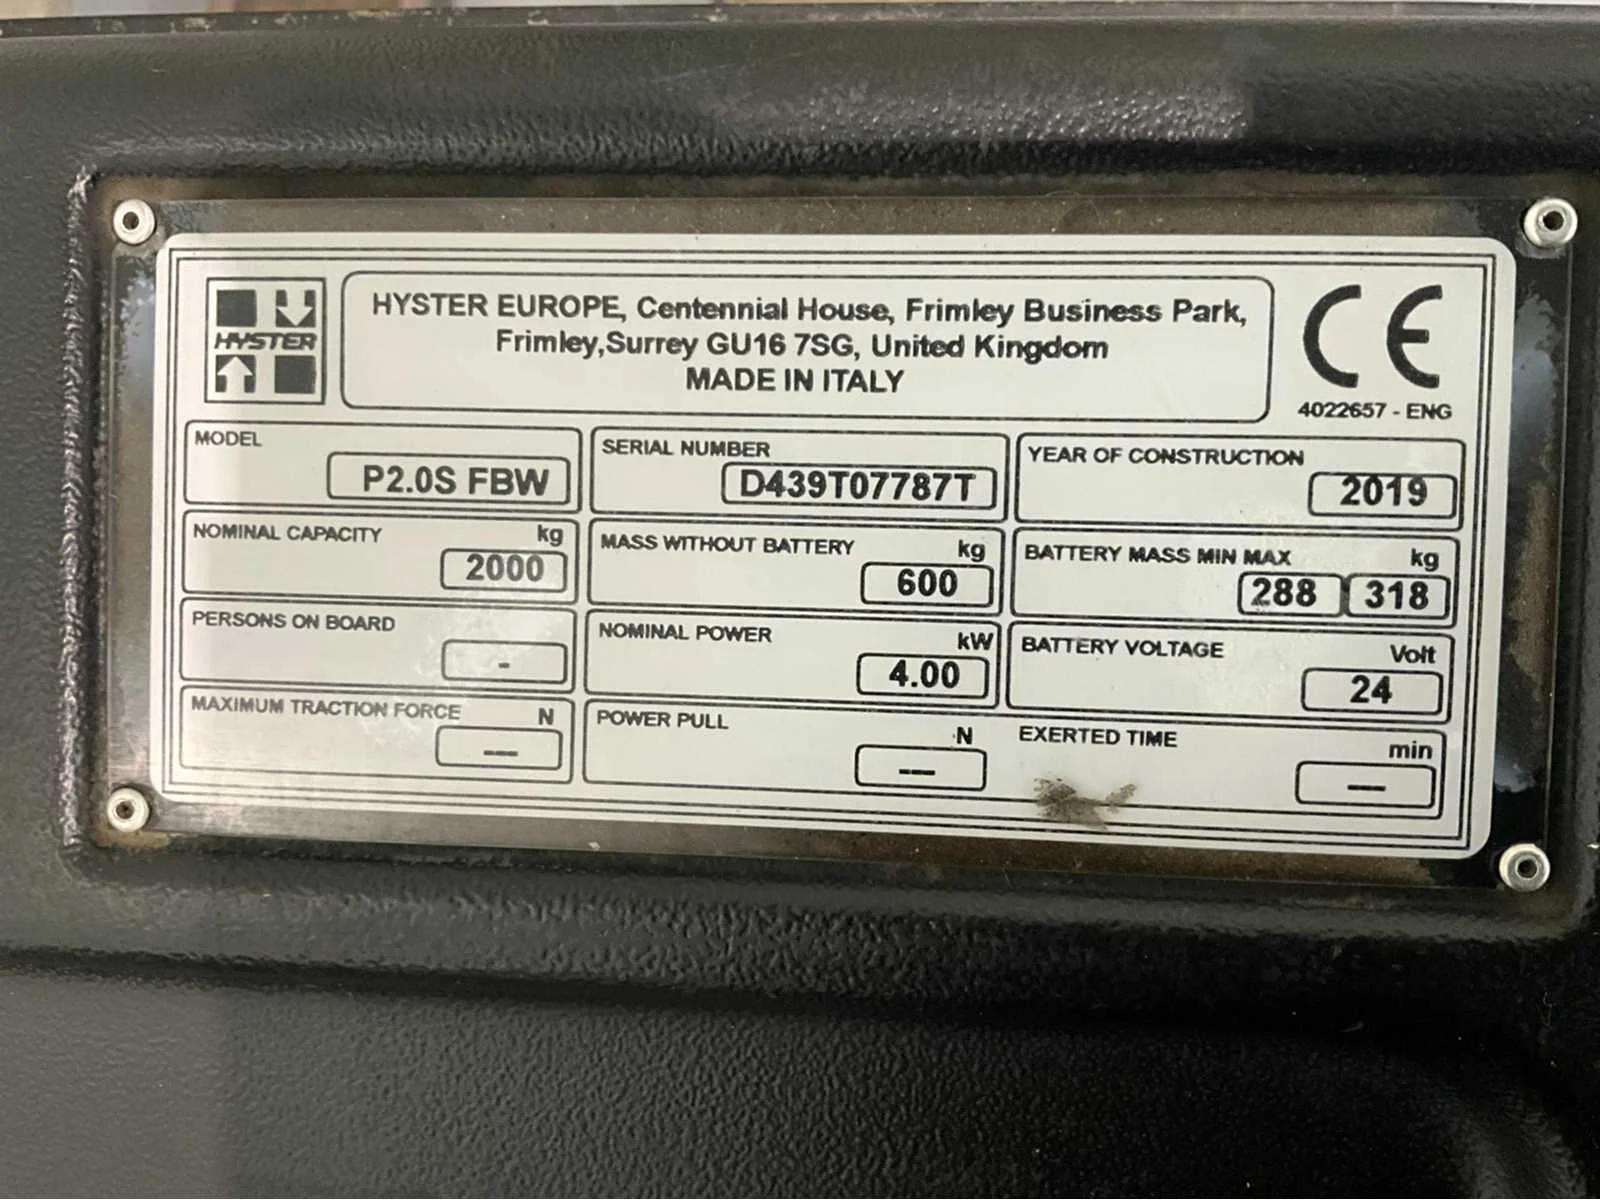 HYSTER
HYSTER EUROPE, Centennial House, Frimley Business Park,
Frimley,Surrey GU16 7SG, United Kingdom
MADE IN ITALY
CE
4022657 - ENG
MODEL
P2.0S FBW
SERIAL NUMBER
D439T07787T
YEAR OF CONSTRUCTION
2019
NOMINAL CAPACITY kg
2000
MASS WITHOUT BATTERY kg
600
BATTERY MASS MIN MAX kg
288 318
PERSONS ON BOARD
-
NOMINAL POWER kW
4.00
BATTERY VOLTAGE Volt
24
MAXIMUM TRACTION FORCE N
---
POWER PULL N
---
EXERTED TIME min
---